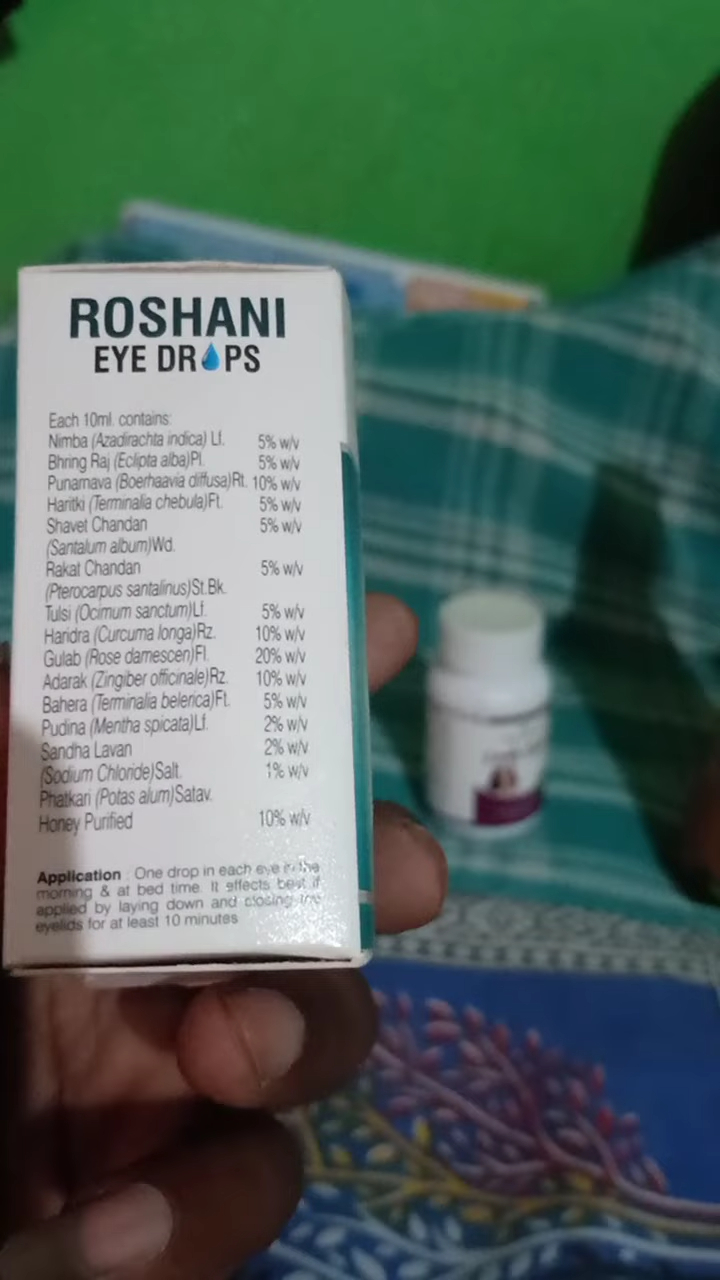 ROSHANI
EYE DROPS
Each 10ml. contains:
Nimba (Azadirachta indica) Lf. 5% w/v
Bhring Raj (Eclipta alba)Pl. 5% w/v
Punarnava (Boerhaavia diffusa)Rt. 10% w/v
Haritki (Terminalia chebula)Ft. 5% w/v
Shavet Chandan 5% w/v
(Santalum album)Wd.
Rakat Chandan 5% w/v
(Pterocarpus santalinus)St.Bk.
Tulsi (Ocimum sanctum)Lf. 5% w/v
Haridra (Curcuma longa)Rz. 10% w/v
Gulab (Rose damescen)Fl. 20% w/v
Adarak (Zingiber officinale)Rz. 10% w/v
Bahera (Terminalia belerica)Ft. 5% w/v
Pudina (Mentha spicata)Lf. 2% w/v
Sandha Lavan 2% w/v
(Sodium Chloride)Salt. 1% w/v
Phatkari (Potas alum)Satav.
Honey Purified 10% w/v
Application : One drop in each eye in the
morning & at bed time. It effects best if
applied by laying down and closing the
eyelids for at least 10 minutes